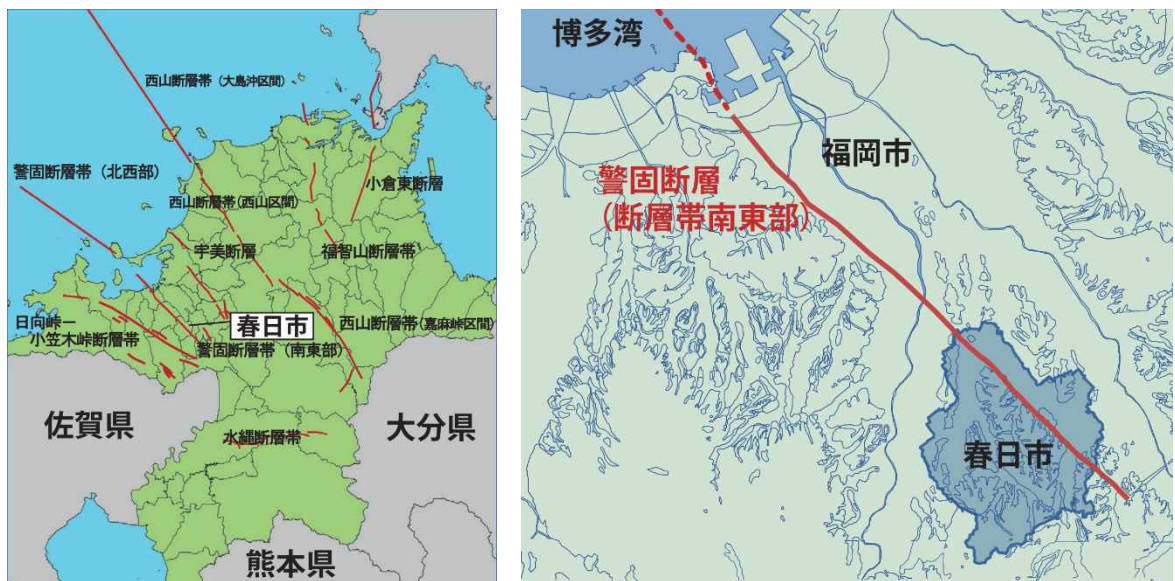 西山断層帯(大島沖区間)
警固断層帯(北西部)
西山断層帯(西山区間)
小倉東断層
宇美断層
福智山断層帯
春日市
日向峠ー
小笠木峠断層帯
西山断層帯(嘉麻峠区間)
警固断層帯(南東部)
佐賀県
大分県
水縄断層帯
熊本県
博多湾
福岡市
警固断層
(断層帯南東部)
春日市